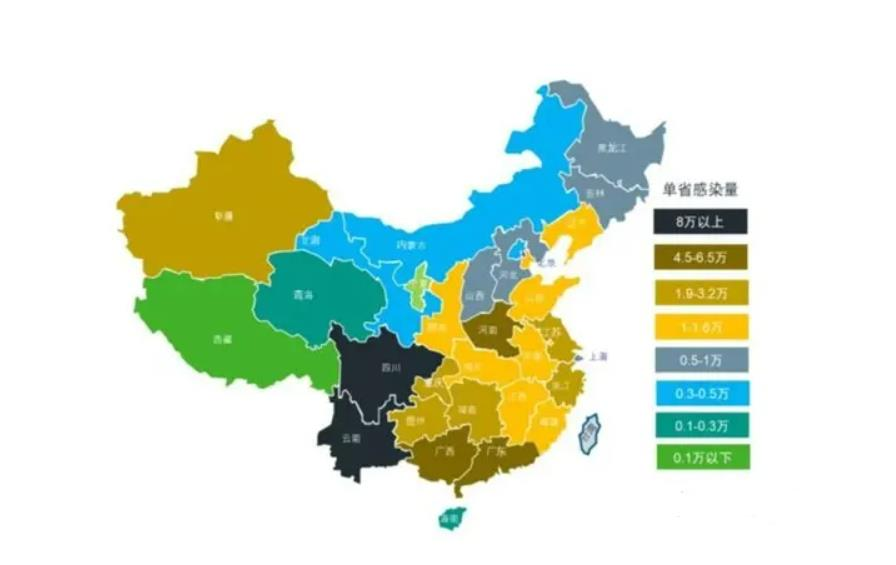 黑龙江
单省感染量
吉林
8万以上
新疆
辽宁
甘肃
内蒙古
4.5-6.5万
北京
河北
青海
山西
山东
1.9-3.2万
1-1.6万
河南
江苏
西藏
上海
0.5-1万
四川
重庆
浙江
0.3-0.5万
江西
湖南
贵州
福建
0.1-0.3万
云南
广西
广东
0.1万以下
海南